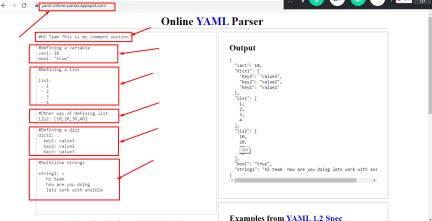 yaml-online-parser.appspot.com
Online YAML Parser
#Hi Team This is my comment section
#Defining a variable
var1: 10
bool: "true"
#Defining a list
list:
- 1
- 2
- 3
- 4
#Other way of defining list
lis2: [10,20,30,40]
#Defining a dict
dict1:
key1: value1
key2: value2
key3: value3
#Multiline strings
string1: >
hi team
how are you doing
lets work with ansible
Output
{
"var1": 10,
"dict1": {
"key3": "value3",
"key2": "value2",
"key1": "value1"
},
"list": [
1,
2,
3,
4
],
"lis2": [
10,
20,
],
"bool": "true",
"string1": "hi team how are you doing lets work with ans
}
Examples from YAML 1.2 Spec